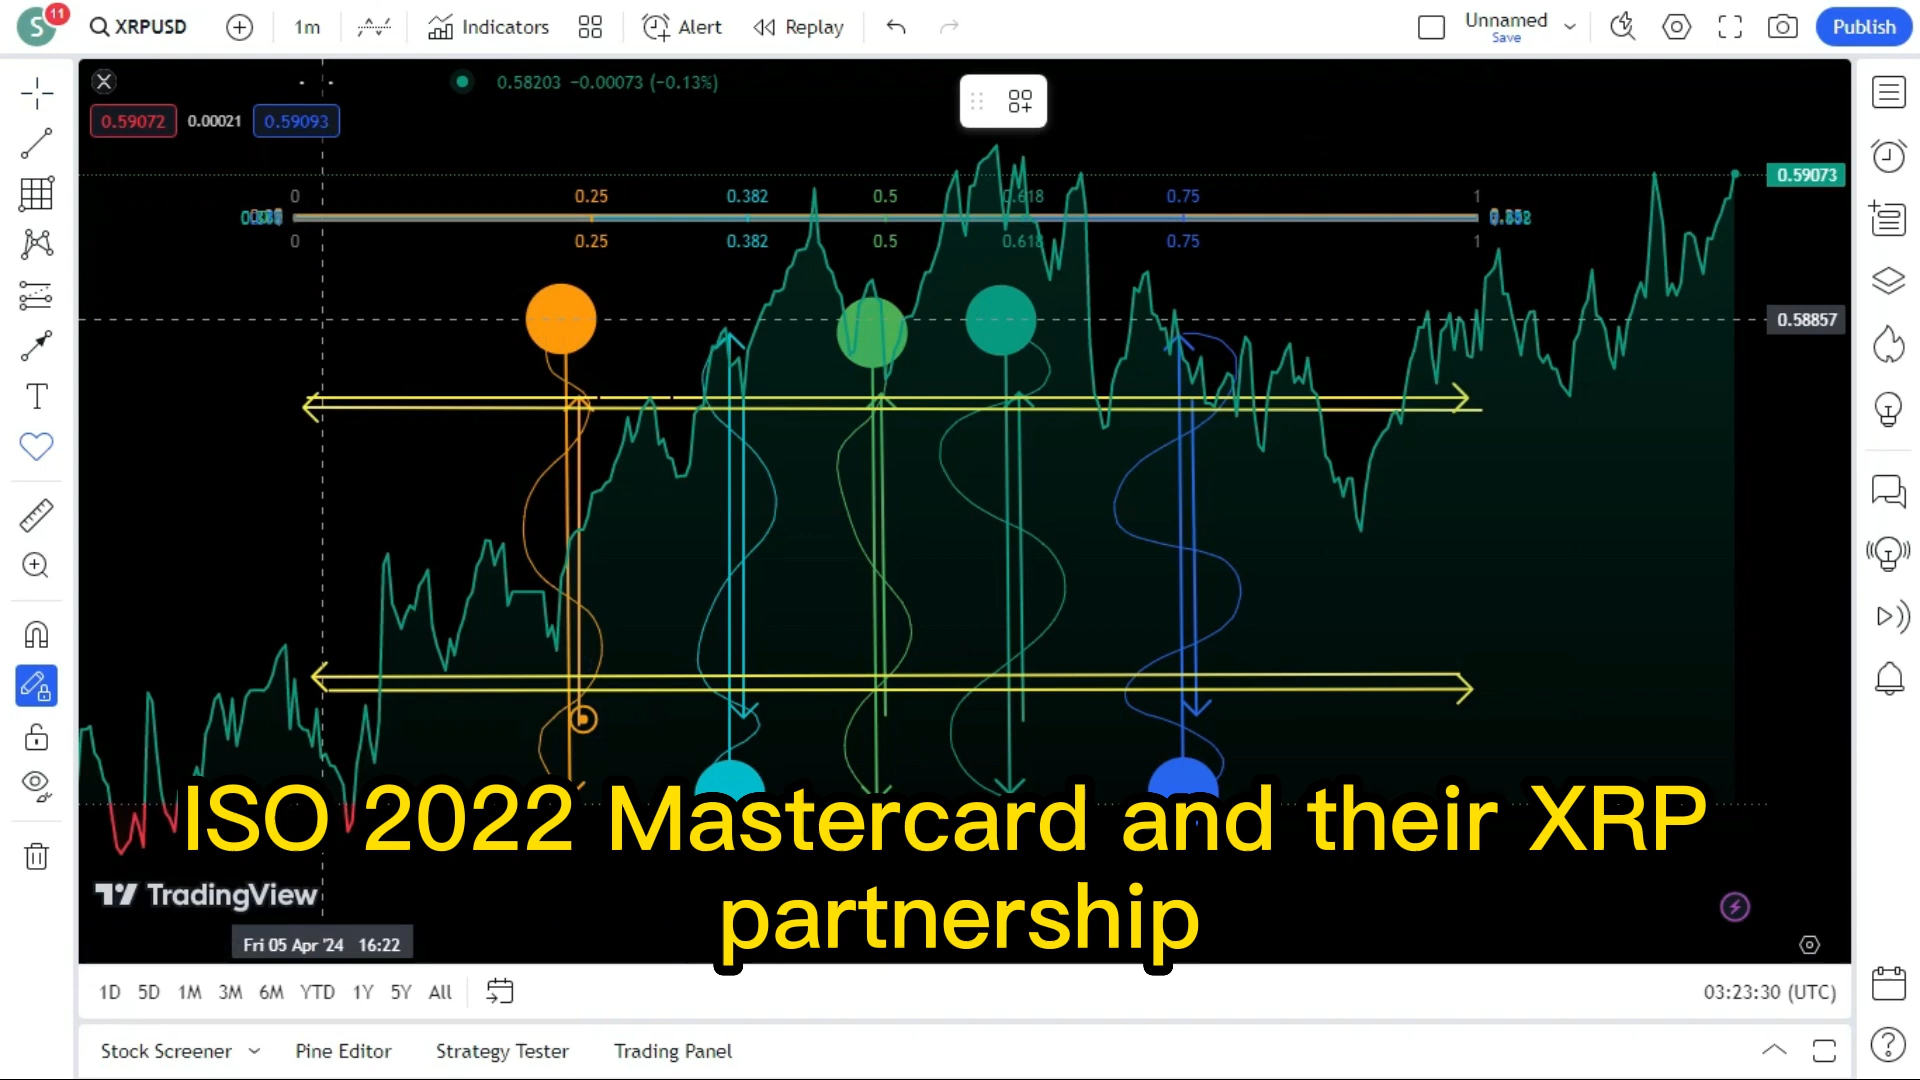 S 11 XRPUSD 1m Indicators Alert Replay Unnamed Save Publish
0.58203 −0.00073 (−0.13%)
0.59072 0.00021 0.59093
0.59073
0 0.25 0.382 0.5 0.618 0.75 1
0 0.25 0.382 0.5 0.618 0.75 1
0.58857
ISO 2022 Mastercard and their XRP
partnership
TradingView
Fri 05 Apr '24 16:22
1D 5D 1M 3M 6M YTD 1Y 5Y All 03:23:30 (UTC)
Stock Screener Pine Editor Strategy Tester Trading Panel